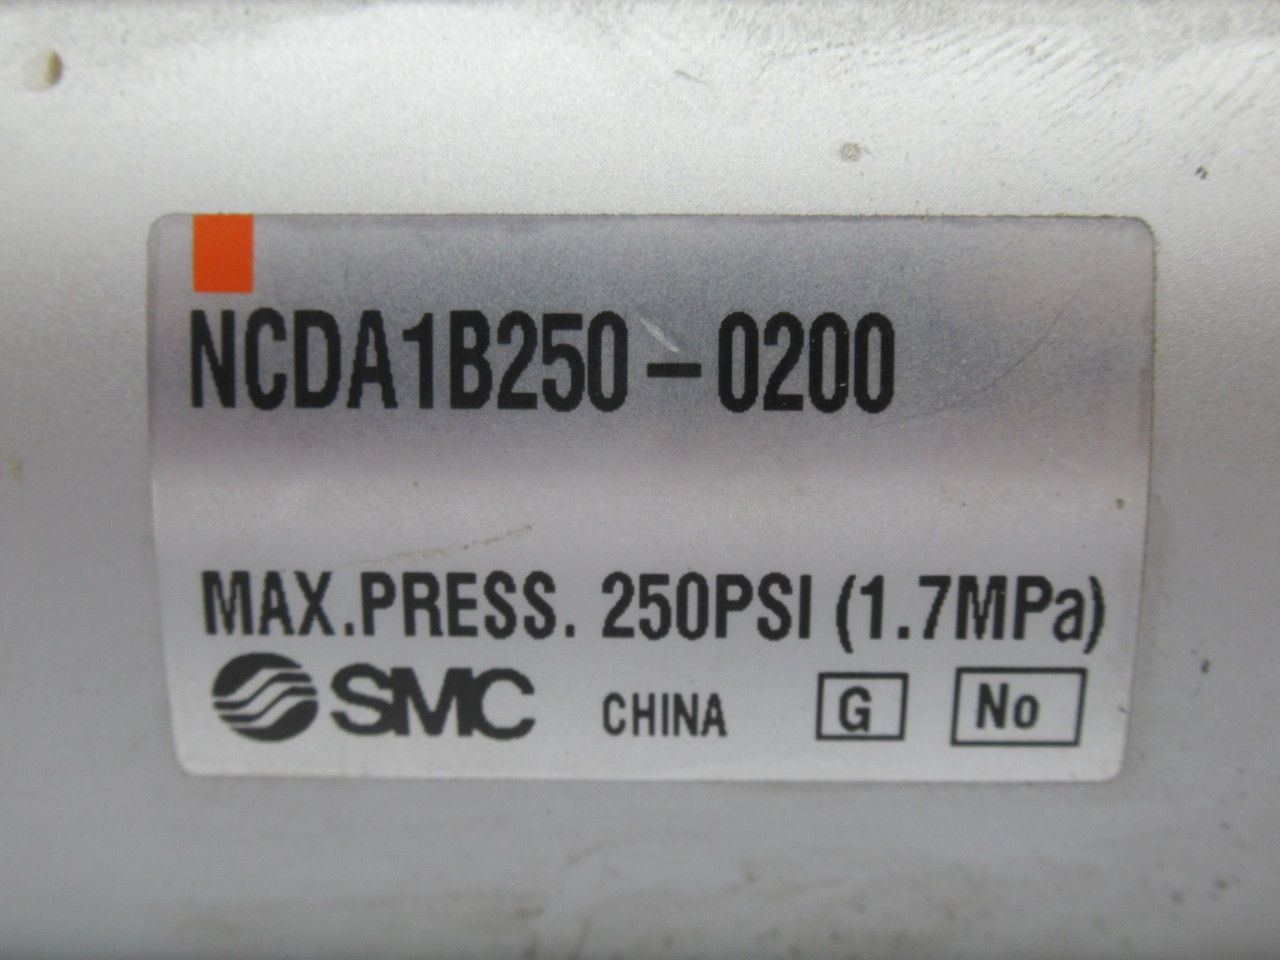 NCDA1B250-0200
MAX.PRESS. 250PSI (1.7MPa)
SMC CHINA G No